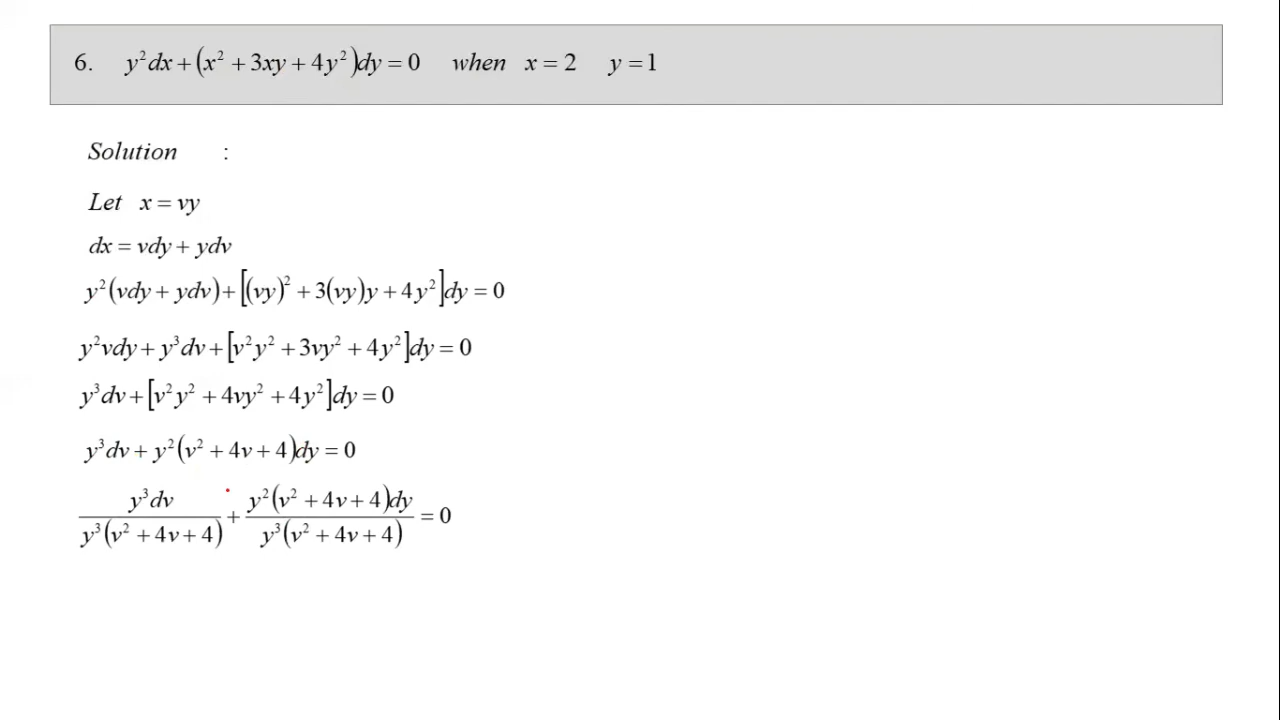 6. y²dx + (x² + 3xy + 4y²)dy = 0 when x = 2 y = 1
Solution :
Let x = vy
dx = vdy + ydv
y²(vdy + ydv) + [(vy)² + 3(vy)y + 4y²]dy = 0
y²vdy + y³dv + [v²y² + 3vy² + 4y²]dy = 0
y³dv + [v²y² + 4vy² + 4y²]dy = 0
y³dv + y²(v² + 4v + 4)dy = 0
y³dv / y³(v² + 4v + 4) + y²(v² + 4v + 4)dy / y³(v² + 4v + 4) = 0